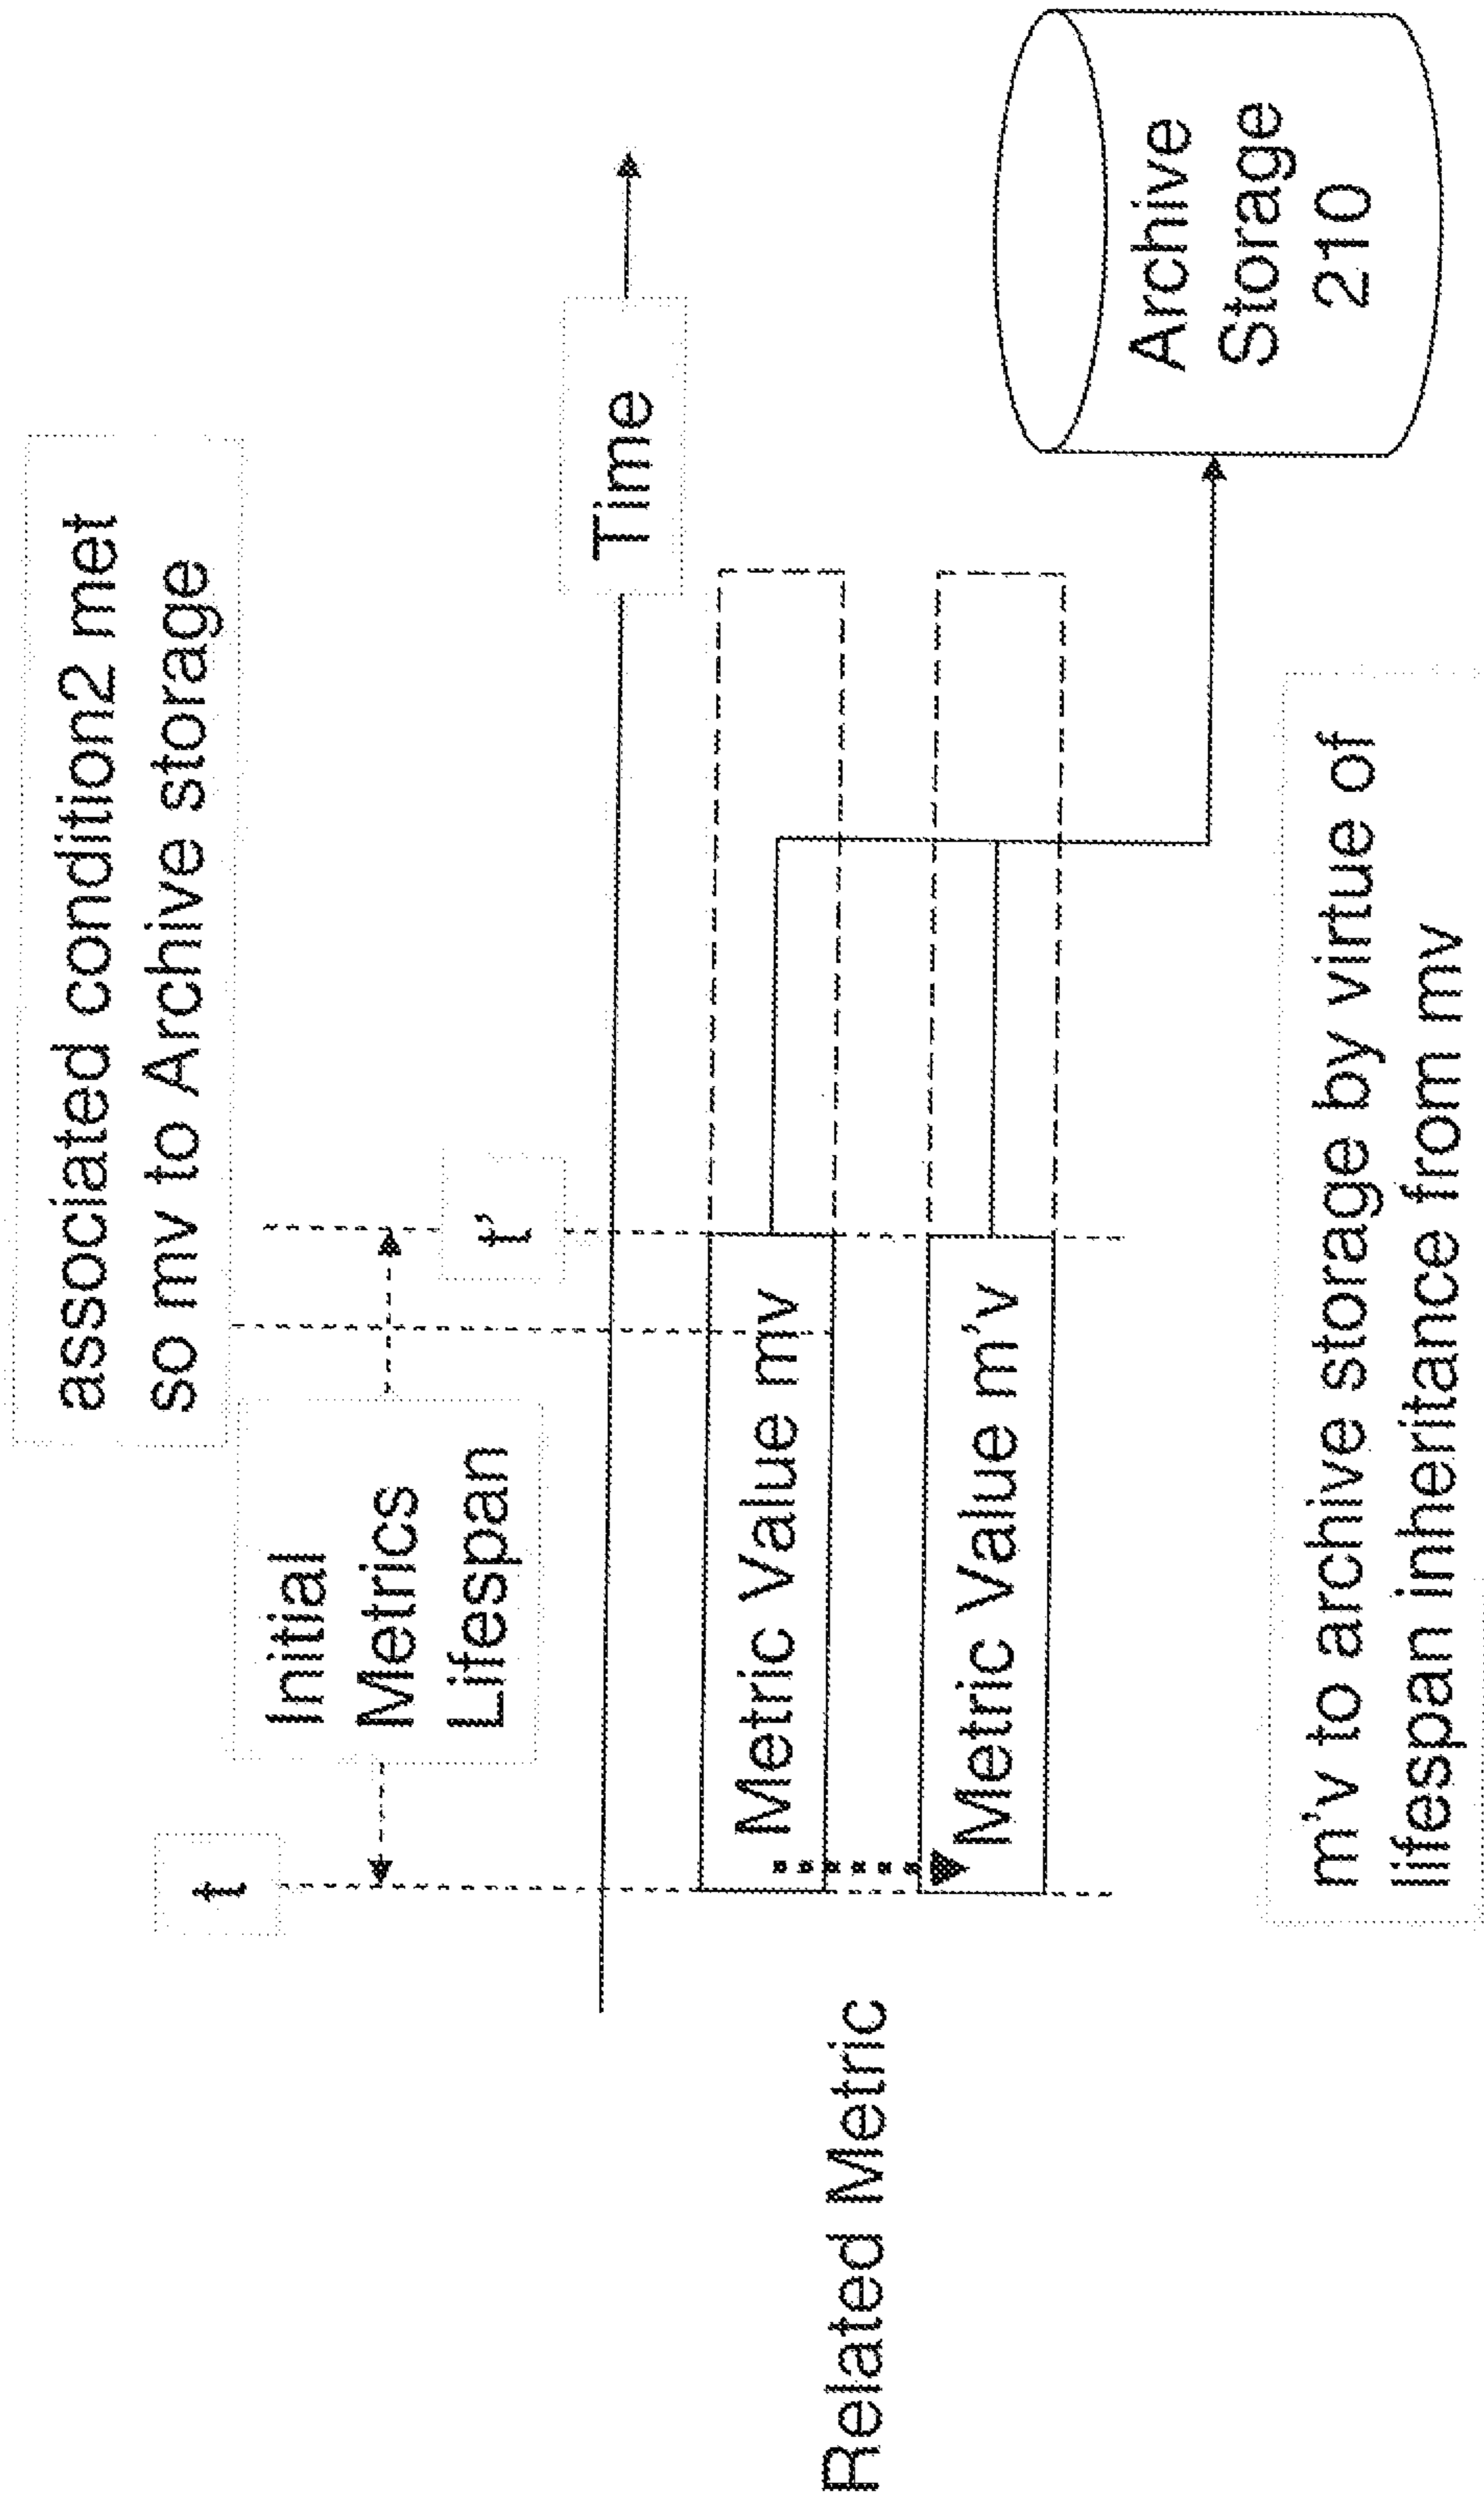 associated condition2 met
so mv to Archive storage
t
Initial
Metrics
Lifespan
t'
Time
Related Metric
Metric Value mv
Metric Value m'v
Archive
Storage
210
m'v to archive storage by virtue of
lifespan inheritance from mv